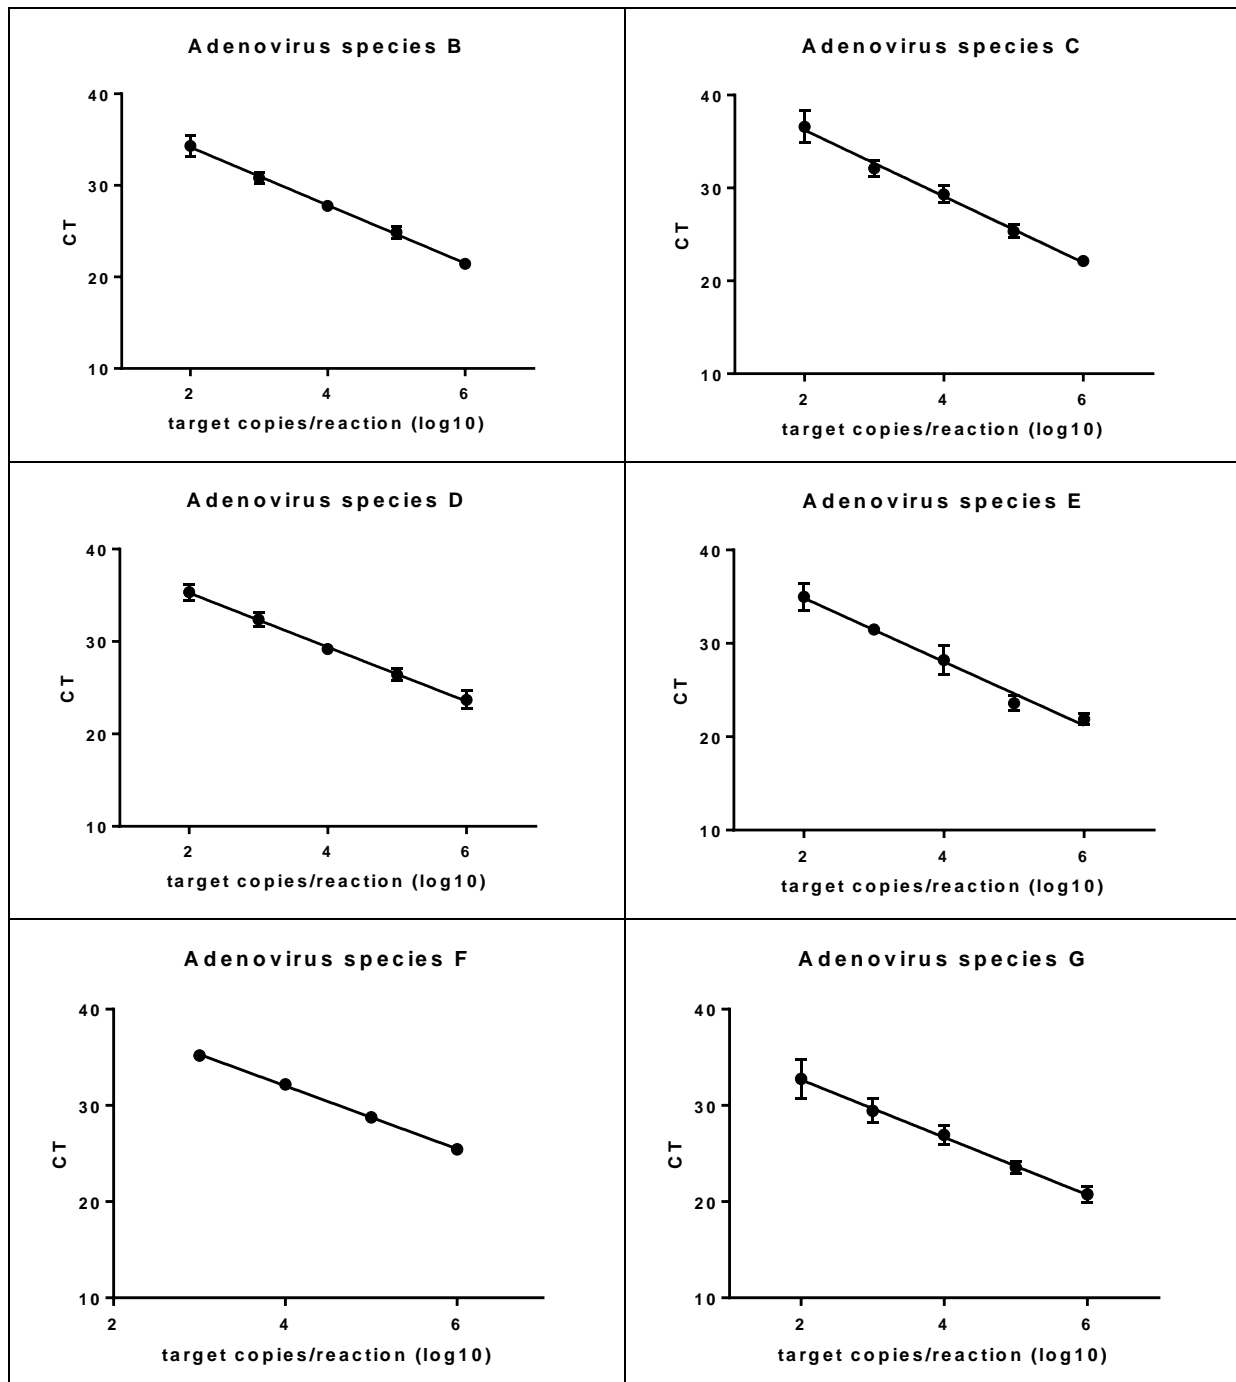 Adenovirus species B
40
30
20
10
CT
2 4 6
target copies/reaction (log10)
Adenovirus species C
40
30
20
10
CT
2 4 6
target copies/reaction (log10)
Adenovirus species D
40
30
20
10
CT
2 4 6
target copies/reaction (log10)
Adenovirus species E
40
30
20
10
CT
2 4 6
target copies/reaction (log10)
Adenovirus species F
40
30
20
10
CT
2 4 6
target copies/reaction (log10)
Adenovirus species G
40
30
20
10
CT
2 4 6
target copies/reaction (log10)